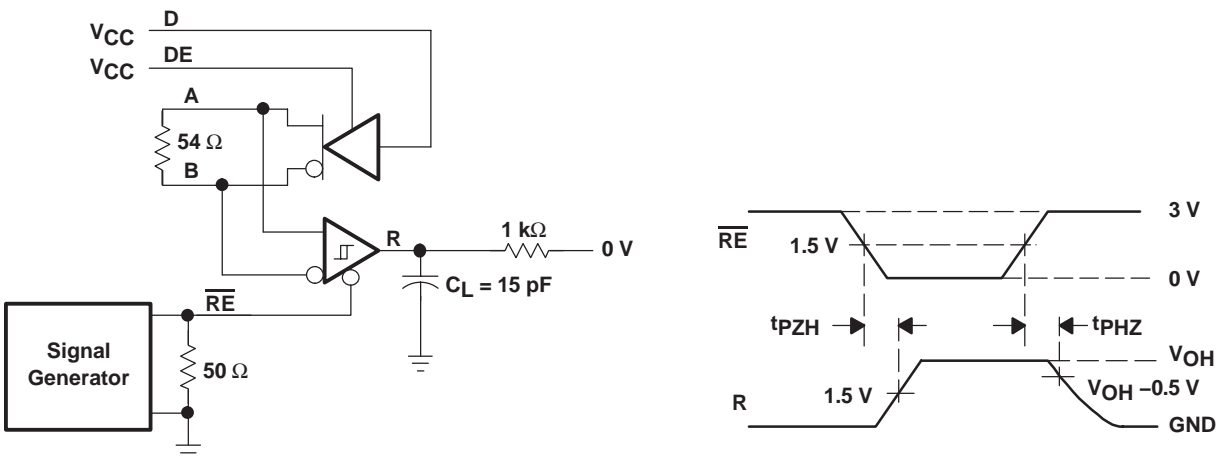 VCC D
VCC DE
A
54 Ω
B
R
1 kΩ
0 V
CL = 15 pF
RE
Signal
Generator
50 Ω
3 V
RE
1.5 V
0 V
tPZH
tPHZ
VOH
VOH –0.5 V
1.5 V
R
GND